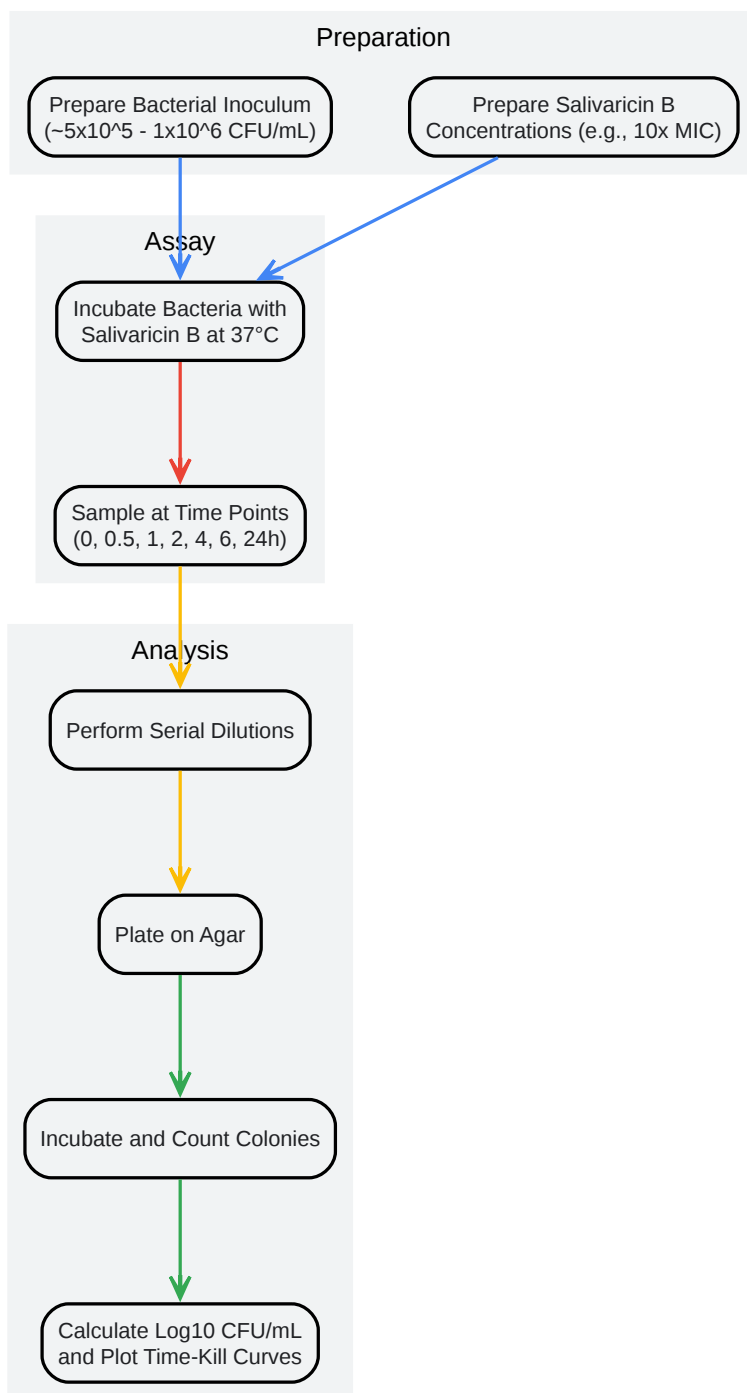 Preparation
Prepare Bacterial Inoculum
(~5x10^5 - 1x10^6 CFU/mL)
Prepare Salivaricin B
Concentrations (e.g., 10x MIC)
Assay
Incubate Bacteria with
Salivaricin B at 37°C
Sample at Time Points
(0, 0.5, 1, 2, 4, 6, 24h)
Analysis
Perform Serial Dilutions
Plate on Agar
Incubate and Count Colonies
Calculate Log10 CFU/mL
and Plot Time-Kill Curves